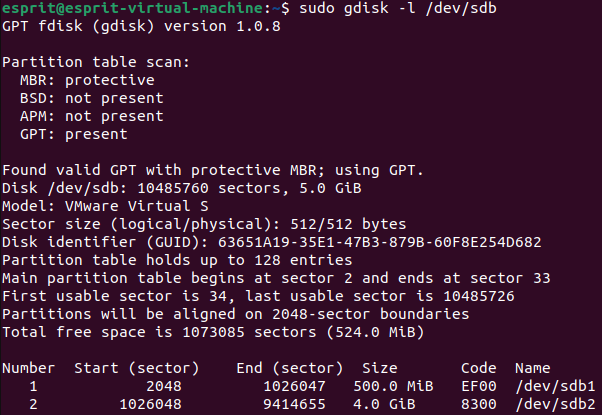 esprit@esprit-virtual-machine:~$ sudo gdisk -l /dev/sdb
GPT fdisk (gdisk) version 1.0.8
Partition table scan:
MBR: protective
BSD: not present
APM: not present
GPT: present
Found valid GPT with protective MBR; using GPT.
Disk /dev/sdb: 10485760 sectors, 5.0 GiB
Model: VMware Virtual S
Sector size (logical/physical): 512/512 bytes
Disk identifier (GUID): 63651A19-35E1-47B3-879B-60F8E254D682
Partition table holds up to 128 entries
Main partition table begins at sector 2 and ends at sector 33
First usable sector is 34, last usable sector is 10485726
Partitions will be aligned on 2048-sector boundaries
Total free space is 1073085 sectors (524.0 MiB)
Number  Start (sector)    End (sector)  Size       Code  Name
1            2048         1026047   500.0 MiB   EF00  /dev/sdb1
2         1026048         9414655   4.0 GiB     8300  /dev/sdb2